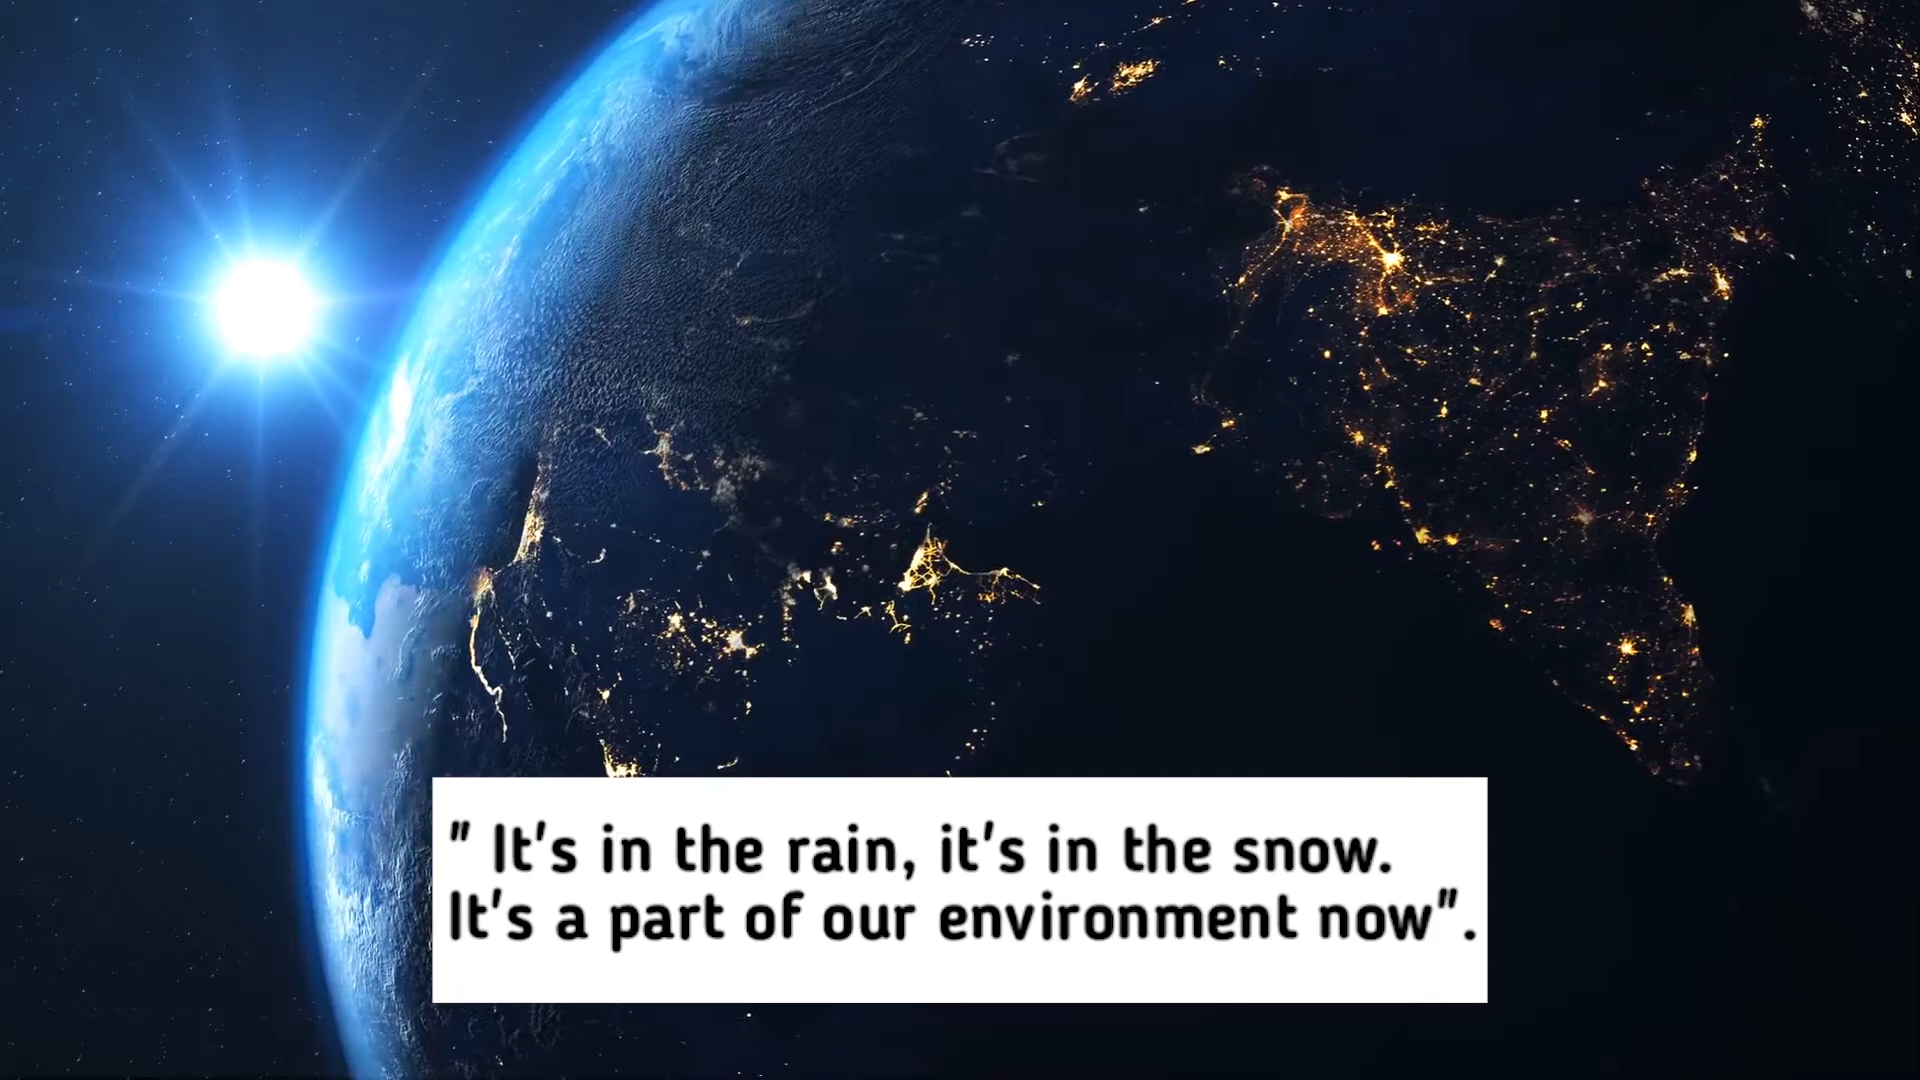 " It's in the rain, it's in the snow.
It's a part of our environment now".